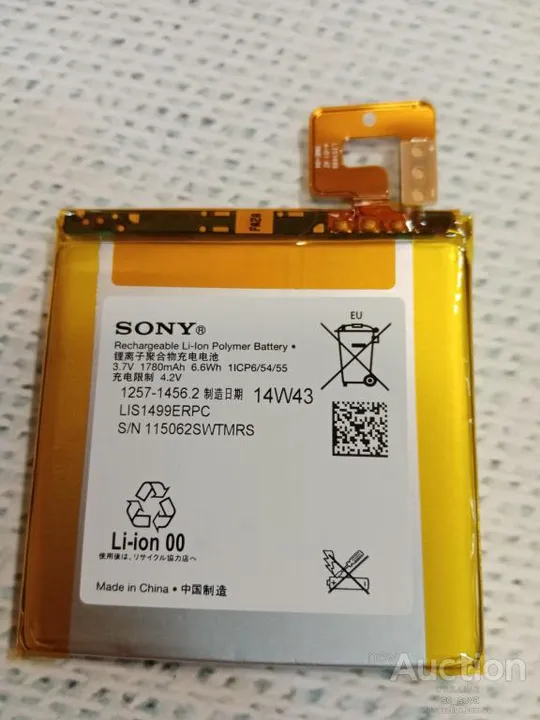 PA28
SONY®
Rechargeable Li-Ion Polymer Battery •
锂离子聚合物充电电池
3.7V 1780mAh 6.6Wh 1ICP6/54/55
充电限制 4.2V
1257-1456.2 制造日期 14W43
LIS1499ERPC
S/N 115062SWTMRS
EU
Li-ion 00
使用後は、リサイクル協力店へ
Made in China • 中国制造
Auction